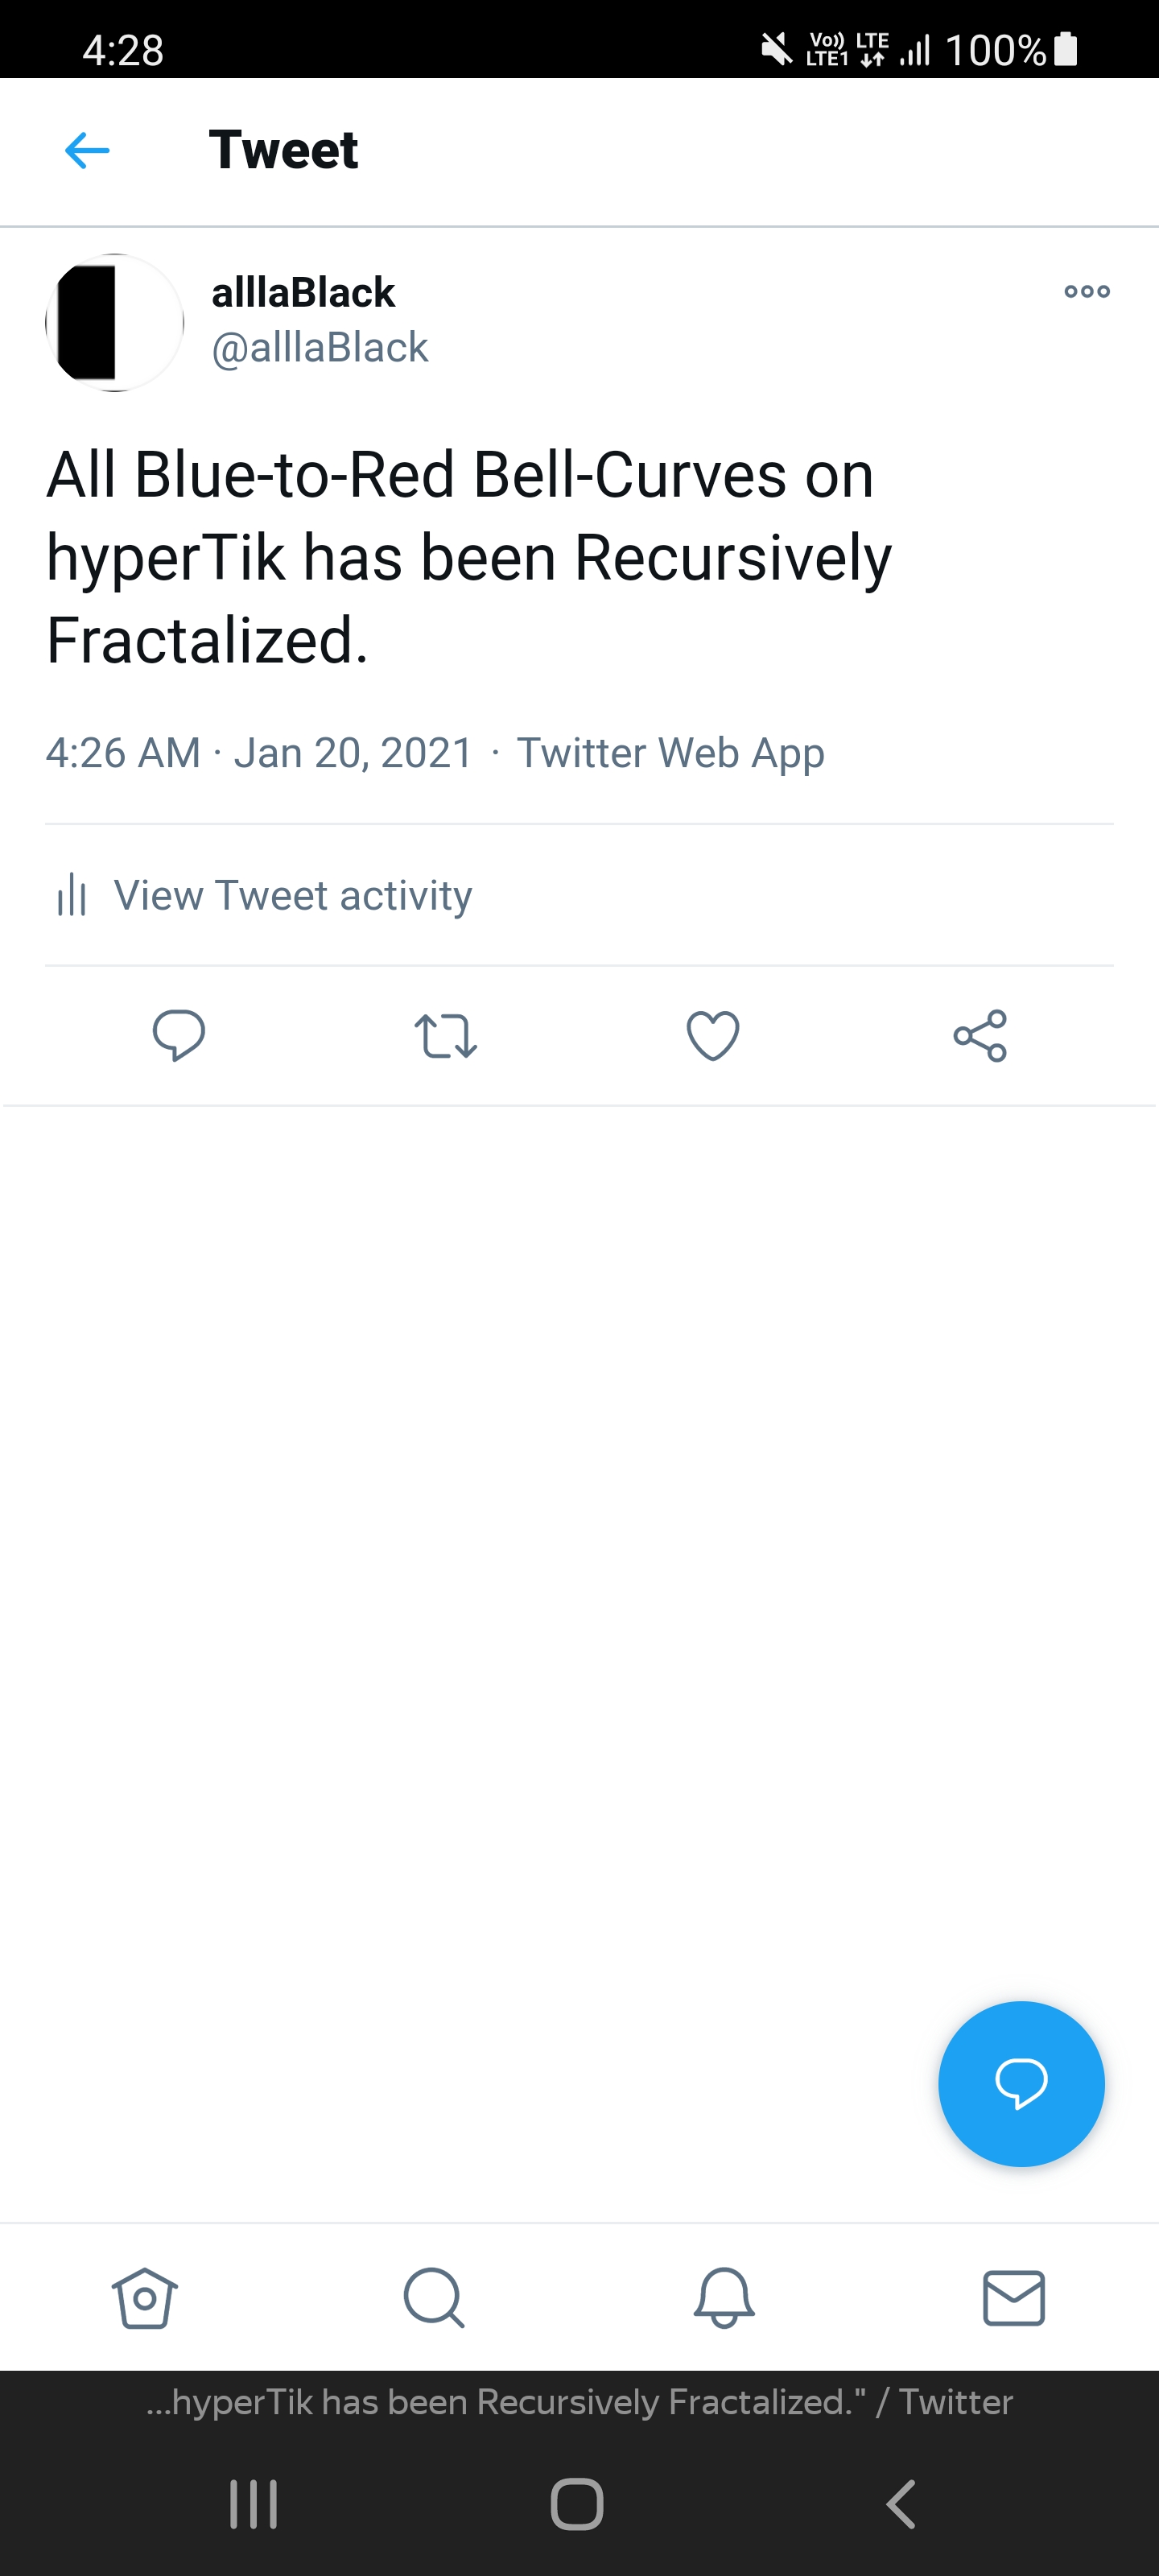 4:28
Vo)) LTE
LTE1
100%
Tweet
alllaBlack
@alllaBlack
All Blue-to-Red Bell-Curves on
hyperTik has been Recursively
Fractalized.
4:26 AM · Jan 20, 2021 · Twitter Web App
View Tweet activity
...hyperTik has been Recursively Fractalized." / Twitter